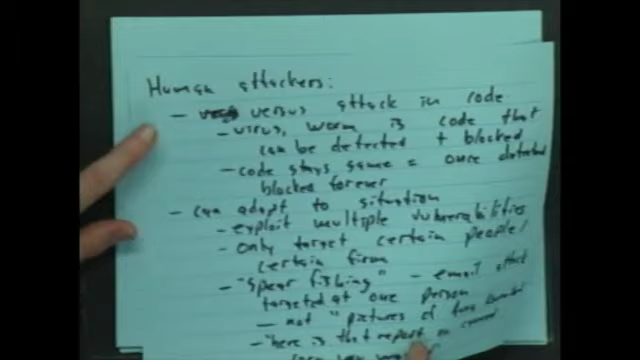 Human attackers:
- versus attack in code
- virus, worm is code that
can be detected + blocked
- code stays same = once detected
blocked forever
- can adapt to situation
- exploit multiple vulnerabilities
- only target certain people /
certain firm
- "spear fishing" - email attack
targeted at one person
- not "pictures of
- "here is that report